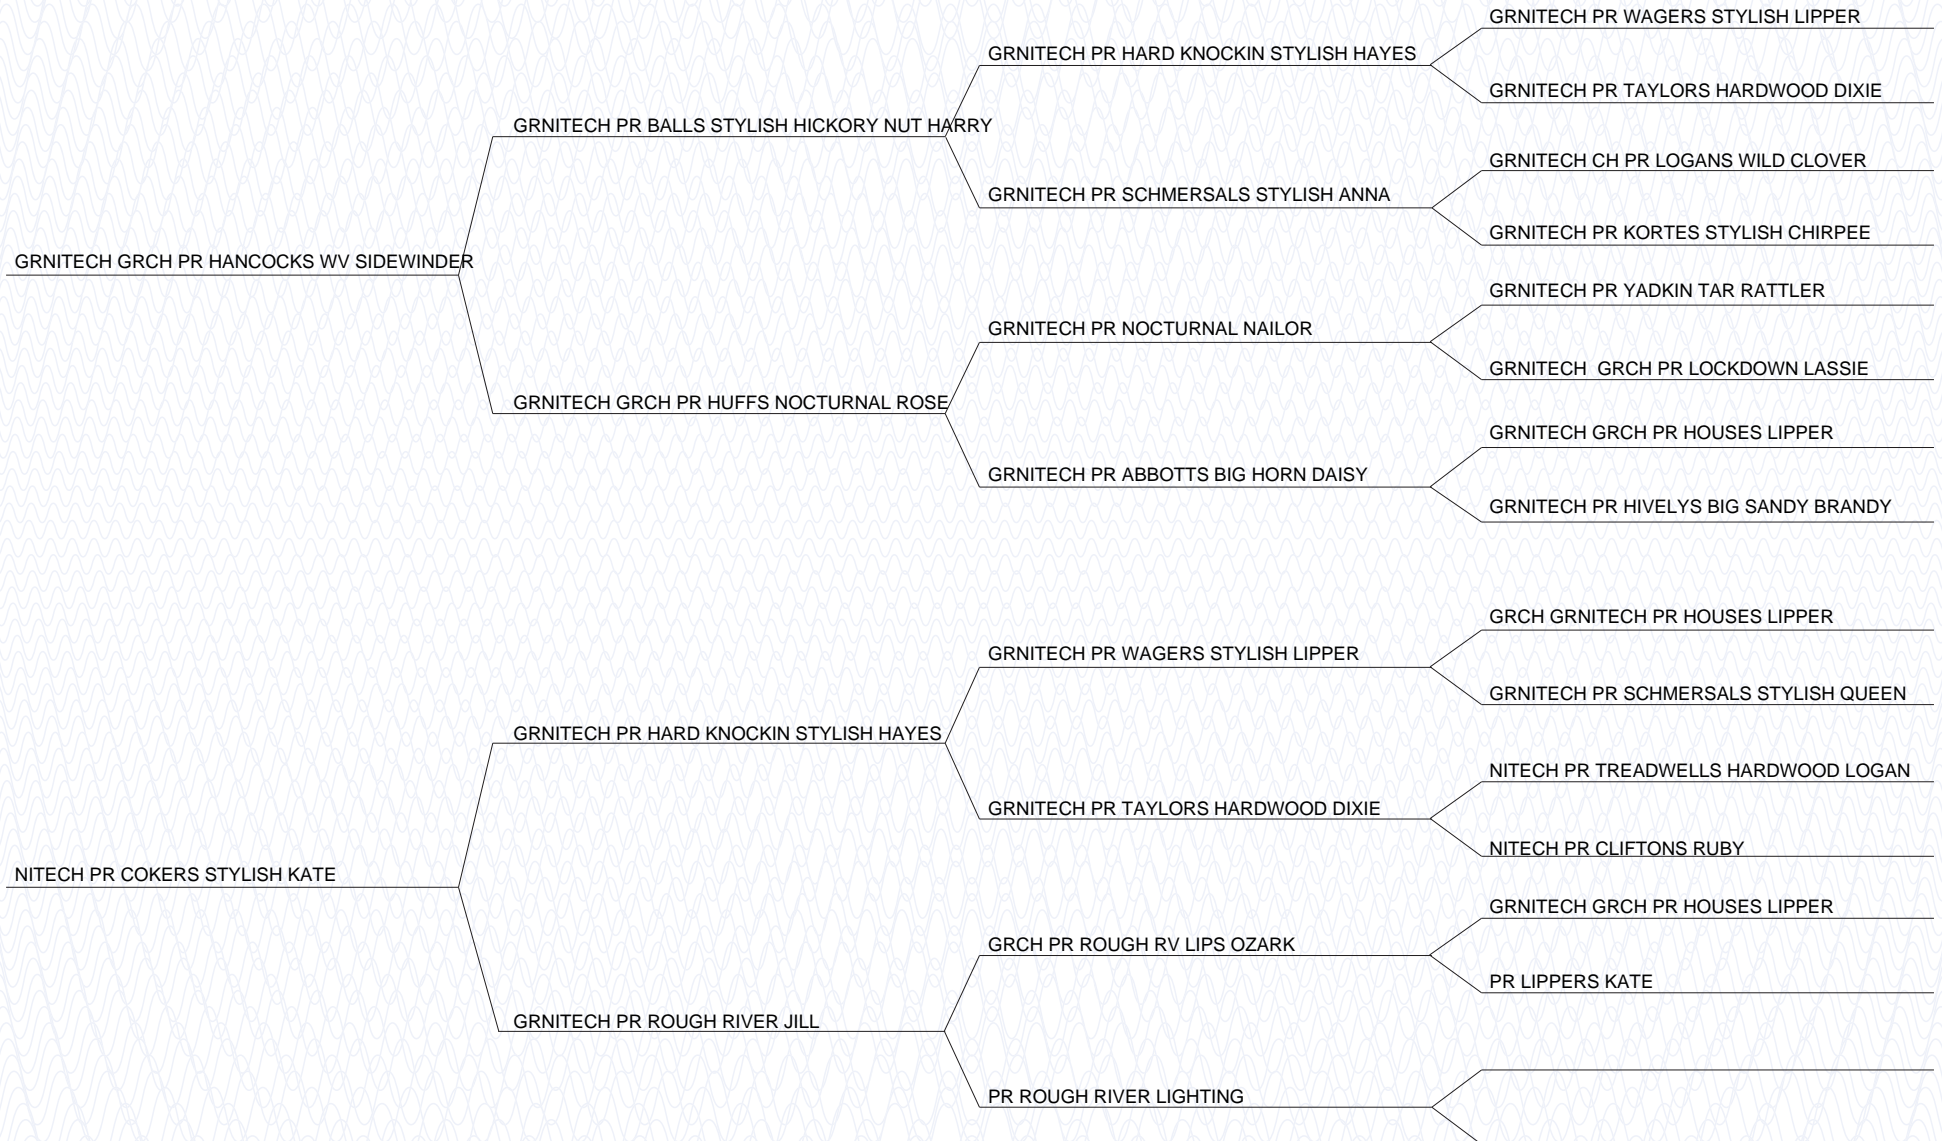 GRNITECH PR WAGERS STYLISH LIPPER
GRNITECH PR HARD KNOCKIN STYLISH HAYES
GRNITECH PR TAYLORS HARDWOOD DIXIE
GRNITECH PR BALLS STYLISH HICKORY NUT HARRY
GRNITECH CH PR LOGANS WILD CLOVER
GRNITECH PR SCHMERSALS STYLISH ANNA
GRNITECH PR KORTES STYLISH CHIRPEE
GRNITECH GRCH PR HANCOCKS WV SIDEWINDER
GRNITECH PR YADKIN TAR RATTLER
GRNITECH PR NOCTURNAL NAILOR
GRNITECH  GRCH PR LOCKDOWN LASSIE
GRNITECH GRCH PR HUFFS NOCTURNAL ROSE
GRNITECH GRCH PR HOUSES LIPPER
GRNITECH PR ABBOTTS BIG HORN DAISY
GRNITECH PR HIVELYS BIG SANDY BRANDY
GRCH GRNITECH PR HOUSES LIPPER
GRNITECH PR WAGERS STYLISH LIPPER
GRNITECH PR SCHMERSALS STYLISH QUEEN
GRNITECH PR HARD KNOCKIN STYLISH HAYES
NITECH PR TREADWELLS HARDWOOD LOGAN
GRNITECH PR TAYLORS HARDWOOD DIXIE
NITECH PR CLIFTONS RUBY
NITECH PR COKERS STYLISH KATE
GRNITECH GRCH PR HOUSES LIPPER
GRCH PR ROUGH RV LIPS OZARK
PR LIPPERS KATE
GRNITECH PR ROUGH RIVER JILL
PR ROUGH RIVER LIGHTING